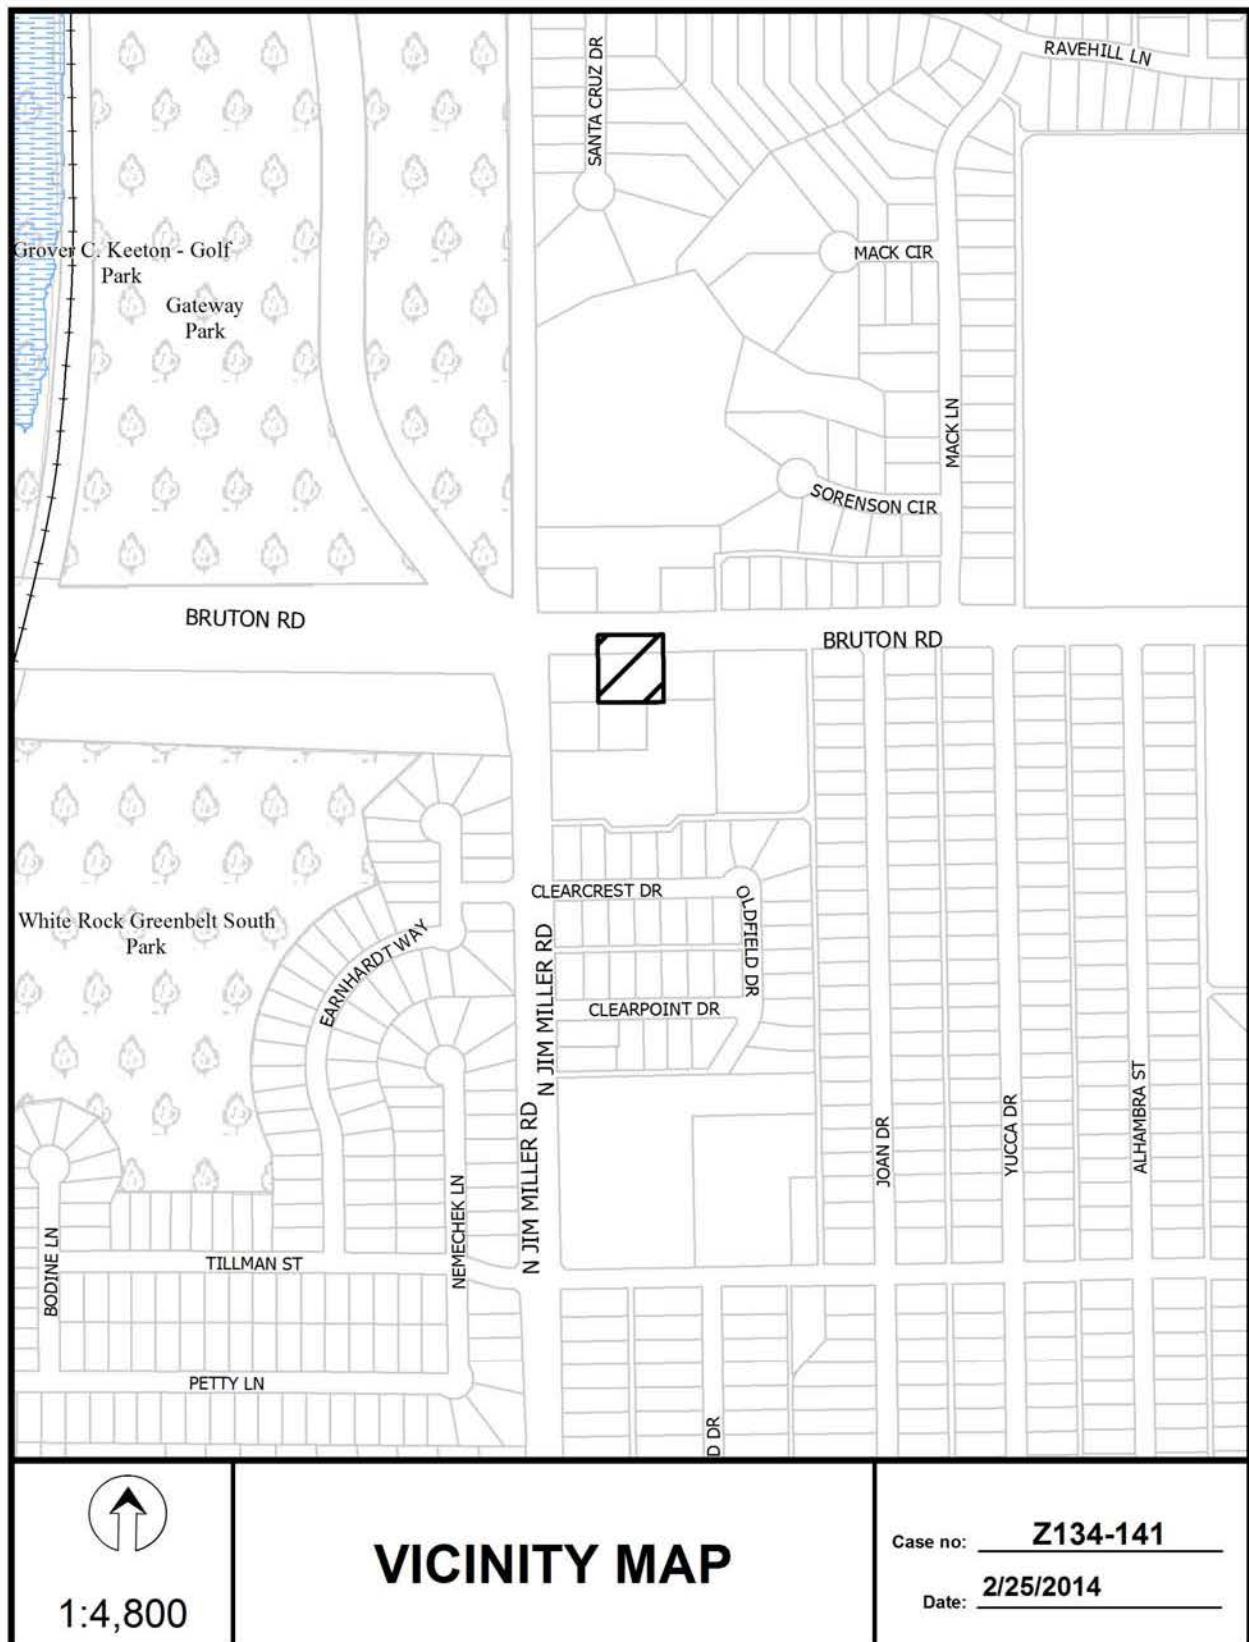 RAVEHILL LN
SANTA CRUZ DR
Grover C. Keeton - Golf
Park
MACK CIR
Gateway
Park
MACK LN
SORENSON CIR
BRUTON RD
BRUTON RD
CLEARCREST DR
OLDFIELD DR
White Rock Greenbelt South
Park
EARNHARDT WAY
N JIM MILLER RD
CLEARPOINT DR
N JIM MILLER RD
JOAN DR
YUCCA DR
ALHAMBRA ST
NEMECHEK LN
BODINE LN
TILLMAN ST
PETTY LN
D DR
1:4,800
VICINITY MAP
Case no: Z134-141
Date: 2/25/2014